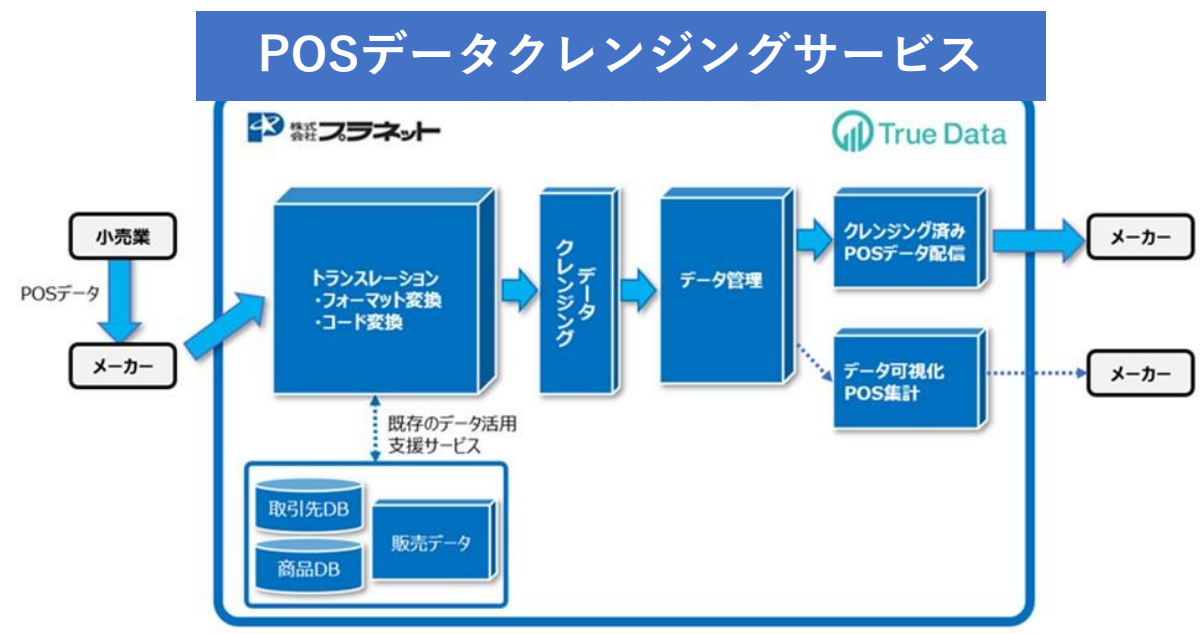 POSデータクレンジングサービス
株式会社プラネット
True Data
小売業
POSデータ
メーカー
トランスレーション
・フォーマット変換
・コード変換
データ
クレンジング
データ管理
クレンジング済み
POSデータ配信
メーカー
データ可視化
POS集計
メーカー
既存のデータ活用
支援サービス
取引先DB
商品DB
販売データ